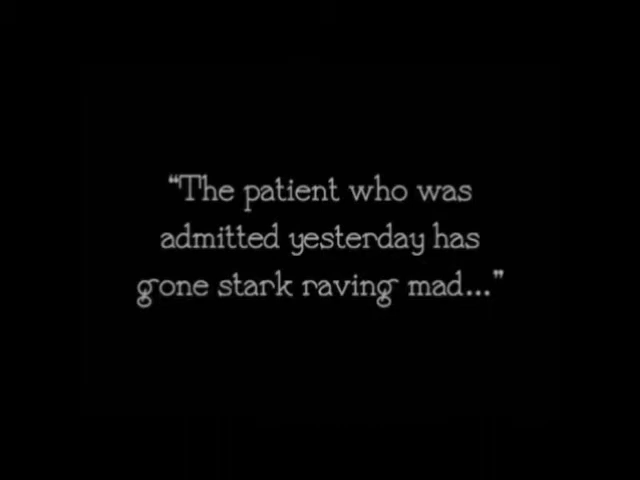 “The patient who was
admitted yesterday has
gone stark raving mad...”